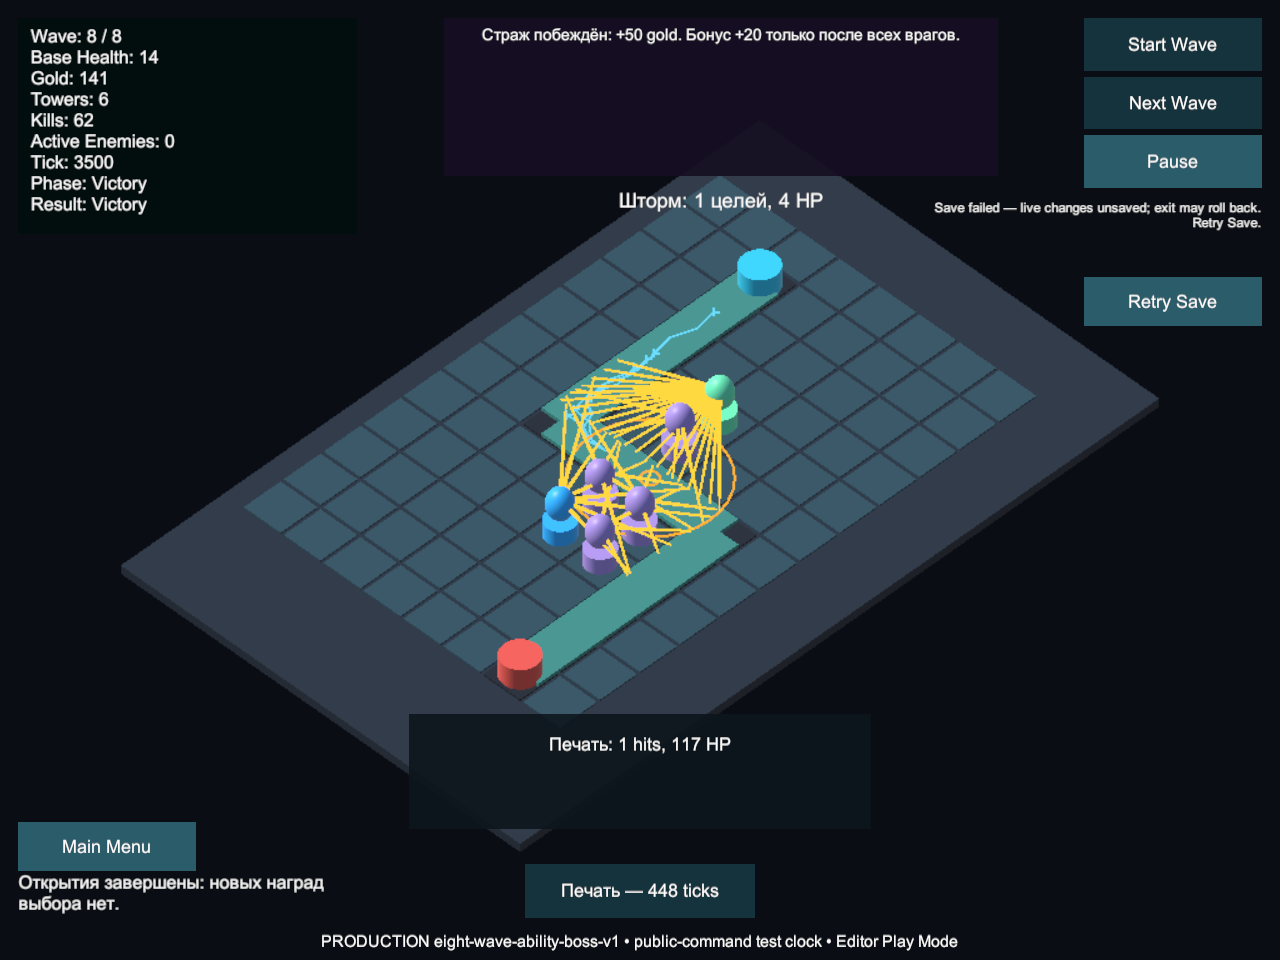 Wave: 8 / 8
Base Health: 14
Gold: 141
Towers: 6
Kills: 62
Active Enemies: 0
Tick: 3500
Phase: Victory
Result: Victory
Страж побеждён: +50 gold. Бонус +20 только после всех врагов.
Start Wave
Next Wave
Pause
Шторм: 1 целей, 4 HP
Save failed — live changes unsaved; exit may roll back.
Retry Save.
Retry Save
Печать: 1 hits, 117 HP
Main Menu
Открытия завершены: новых наград
выбора нет.
Печать — 448 ticks
PRODUCTION eight-wave-ability-boss-v1 • public-command test clock • Editor Play Mode